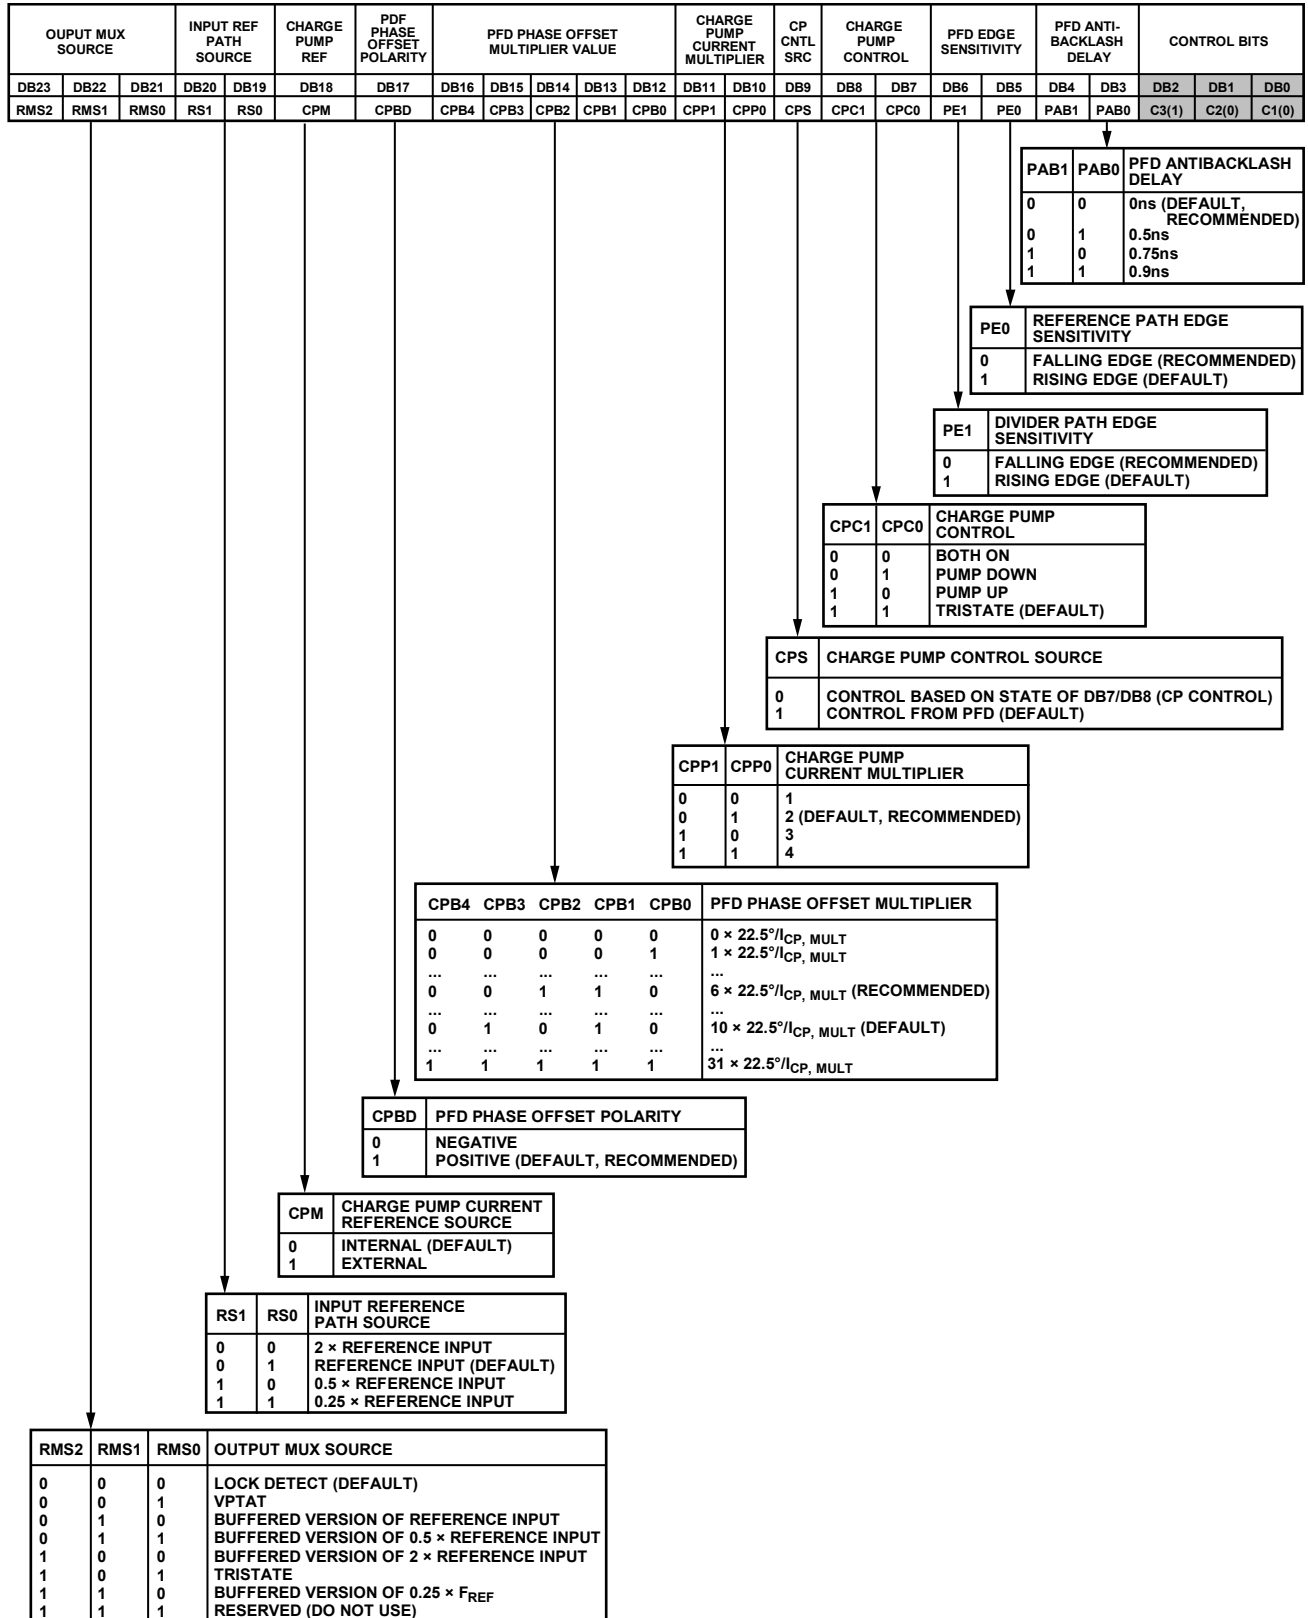 OUPUT MUX SOURCE | INPUT REF PATH SOURCE | CHARGE PUMP REF | PDF PHASE OFFSET POLARITY | PFD PHASE OFFSET MULTIPLIER VALUE | CHARGE PUMP CURRENT MULTIPLIER | CP CNTL SRC | CHARGE PUMP CONTROL | PFD EDGE SENSITIVITY | PFD ANTI-BACKLASH DELAY | CONTROL BITS
DB23 DB22 DB21 DB20 DB19 DB18 DB17 DB16 DB15 DB14 DB13 DB12 DB11 DB10 DB9 DB8 DB7 DB6 DB5 DB4 DB3 DB2 DB1 DB0
RMS2 RMS1 RMS0 RS1 RS0 CPM CPBD CPB4 CPB3 CPB2 CPB1 CPB0 CPP1 CPP0 CPS CPC1 CPC0 PE1 PE0 PAB1 PAB0 C3(1) C2(0) C1(0)
PAB1 PAB0 PFD ANTIBACKLASH DELAY
0 0 0ns (DEFAULT, RECOMMENDED)
0 1 0.5ns
1 0 0.75ns
1 1 0.9ns
PE0 REFERENCE PATH EDGE SENSITIVITY
0 FALLING EDGE (RECOMMENDED)
1 RISING EDGE (DEFAULT)
PE1 DIVIDER PATH EDGE SENSITIVITY
0 FALLING EDGE (RECOMMENDED)
1 RISING EDGE (DEFAULT)
CPC1 CPC0 CHARGE PUMP CONTROL
0 0 BOTH ON
0 1 PUMP DOWN
1 0 PUMP UP
1 1 TRISTATE (DEFAULT)
CPS CHARGE PUMP CONTROL SOURCE
0 CONTROL BASED ON STATE OF DB7/DB8 (CP CONTROL)
1 CONTROL FROM PFD (DEFAULT)
CPP1 CPP0 CHARGE PUMP CURRENT MULTIPLIER
0 0 1
0 1 2 (DEFAULT, RECOMMENDED)
1 0 3
1 1 4
CPB4 CPB3 CPB2 CPB1 CPB0 PFD PHASE OFFSET MULTIPLIER
0 0 0 0 0 0 × 22.5°/ICP, MULT
0 0 0 0 1 1 × 22.5°/ICP, MULT
... ... ... ... ... ...
0 0 1 1 0 6 × 22.5°/ICP, MULT (RECOMMENDED)
... ... ... ... ... ...
0 1 0 1 0 10 × 22.5°/ICP, MULT (DEFAULT)
... ... ... ... ... ...
1 1 1 1 1 31 × 22.5°/ICP, MULT
CPBD PFD PHASE OFFSET POLARITY
0 NEGATIVE
1 POSITIVE (DEFAULT, RECOMMENDED)
CPM CHARGE PUMP CURRENT REFERENCE SOURCE
0 INTERNAL (DEFAULT)
1 EXTERNAL
RS1 RS0 INPUT REFERENCE PATH SOURCE
0 0 2 × REFERENCE INPUT
0 1 REFERENCE INPUT (DEFAULT)
1 0 0.5 × REFERENCE INPUT
1 1 0.25 × REFERENCE INPUT
RMS2 RMS1 RMS0 OUTPUT MUX SOURCE
0 0 0 LOCK DETECT (DEFAULT)
0 0 1 VPTAT
0 1 0 BUFFERED VERSION OF REFERENCE INPUT
0 1 1 BUFFERED VERSION OF 0.5 × REFERENCE INPUT
1 0 0 BUFFERED VERSION OF 2 × REFERENCE INPUT
1 0 1 TRISTATE
1 1 0 BUFFERED VERSION OF 0.25 × FREF
1 1 1 RESERVED (DO NOT USE)